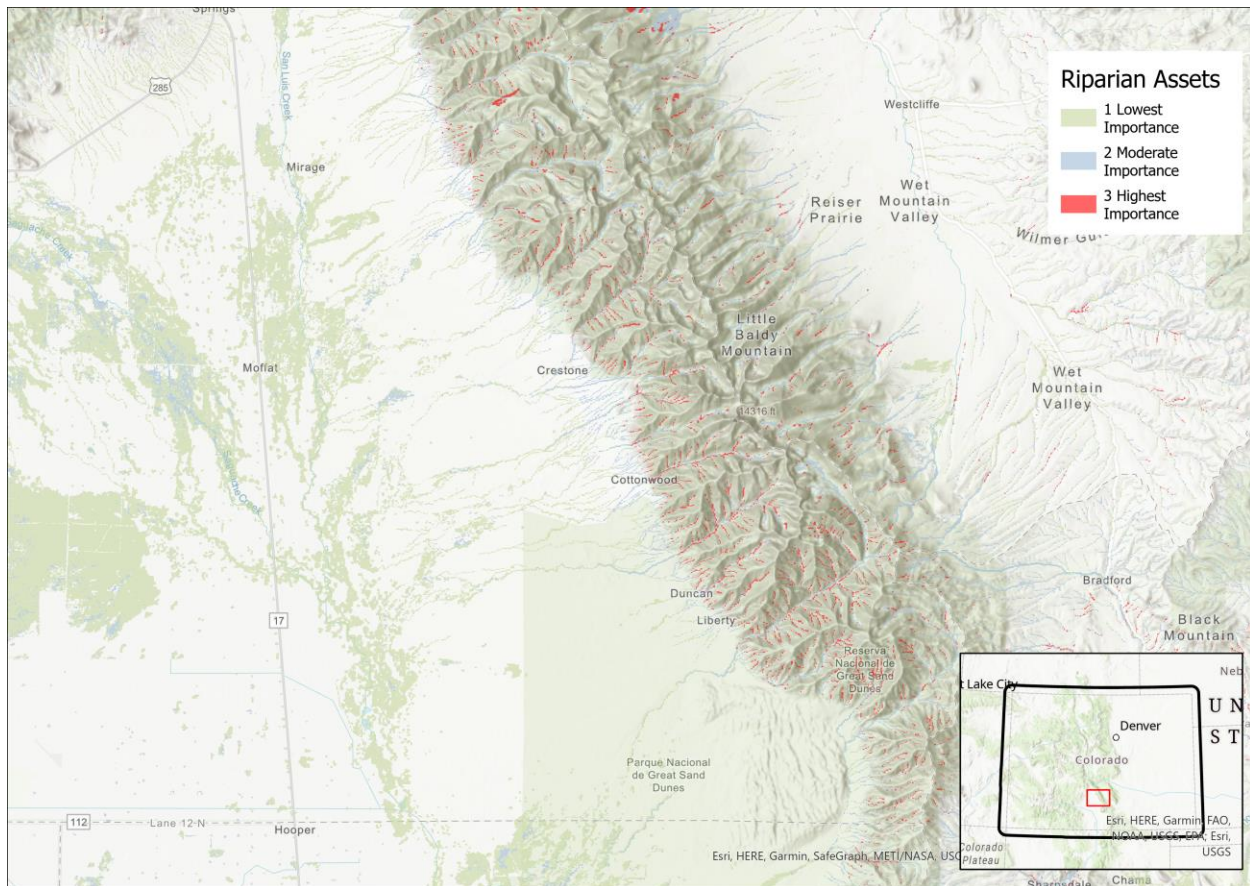 Springs
San Luis Creek
285
Mirage
Westcliffe
Riparian Assets
1 Lowest
Importance
2 Moderate
Importance
3 Highest
Importance
Reiser
Prairie
Wet
Mountain
Valley
Creek
Little
Baldy
Mountain
Moffat
Crestone
14316 ft
Wet
Mountain
Valley
Cottonwood
Creek
Duncan
Liberty
Bradford
Black
Mountain
17
Reserva
Nacional de
Great Sand
Dunes
Parque Nacional
de Great Sand
Dunes
112
Lane 12 N
Hooper
Esri, HERE, Garmin, SafeGraph, METI/NASA, USG
t Lake City
Neb
U N
S T
Denver
Colorado
Esri, HERE, Garmin, FAO,
NOAA, USGS, EPA; Esri,
USGS
Colorado
Plateau
Sharpsdale
Chama